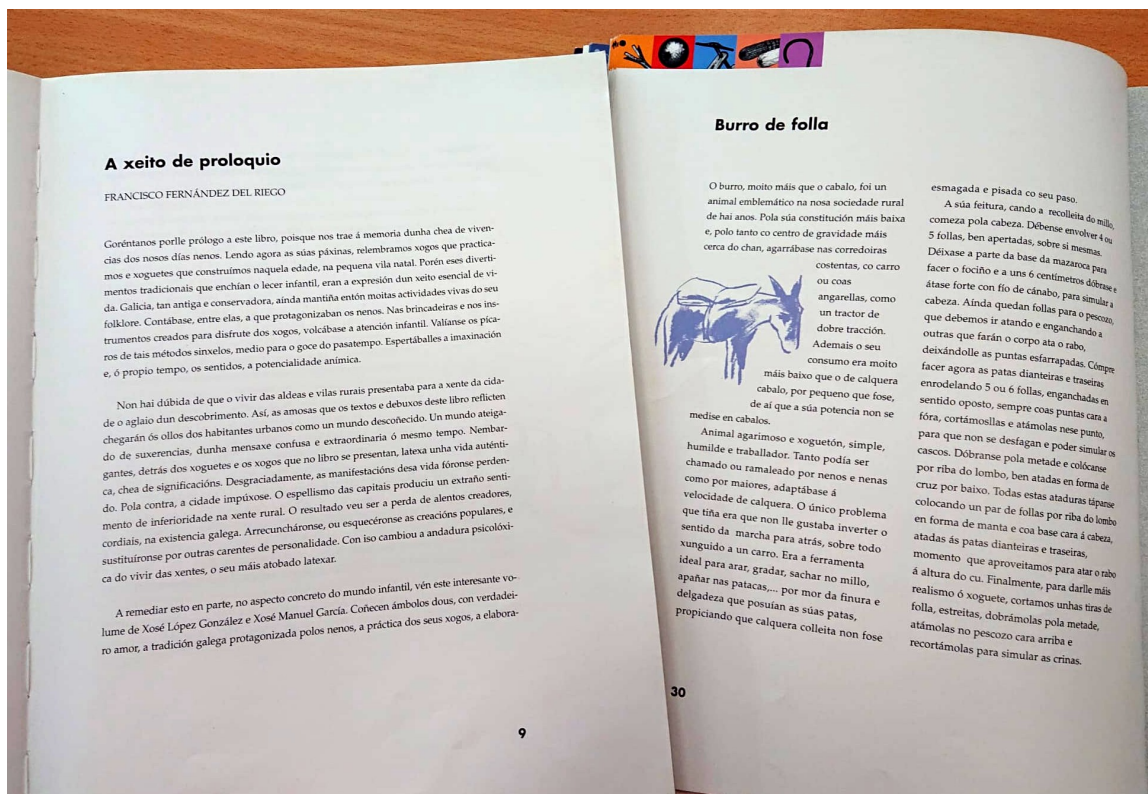 A xeito de proloquio
FRANCISCO FERNÁNDEZ DEL RIEGO
Goréntanos porlle prólogo a este libro, poisque nos trae á memoria dunha chea de viven-
cias dos nosos días nenos. Lendo agora as súas páxinas, relembramos xogos que practica-
mos e xoguetes que construímos naquela edade, na pequena vila natal. Porén eses diverti-
mentos tradicionais que enchían o lecer infantil, eran a expresión dun xeito esencial de vi-
da. Galicia, tan antiga e conservadora, aínda mantiña entón moitas actividades vivas do seu
folklore. Contábase, entre elas, a que protagonizaban os nenos. Nas brincadeiras e nos ins-
trumentos creados para disfrute dos xogos, volcábase a atención infantil. Valíanse os píca-
ros de tais métodos sinxelos, medio para o goce do pasatempo. Espertáballes a imaxinación
e, ó propio tempo, os sentidos, a potencialidade anímica.
Non hai dúbida de que o vivir das aldeas e vilas rurais presentaba para a xente da cida-
de o aglaio dun descobrimento. Así, as amosas que os textos e debuxos deste libro reflicten
chegarán ós ollos dos habitantes urbanos como un mundo descoñecido. Un mundo ateiga-
do de suxerencias, dunha mensaxe confusa e extraordinaria ó mesmo tempo. Nembar-
gantes, detrás dos xoguetes e os xogos que no libro se presentan, latexa unha vida auténti-
ca, chea de significacións. Desgraciadamente, as manifestacións desa vida fóronse perden-
do. Pola contra, a cidade impúxose. O espellismo das capitais produciu un extraño senti-
mento de inferioridade na xente rural. O resultado veu ser a perda de alentos creadores,
cordiais, na existencia galega. Arrecuncháronse, ou esquecéronse as creacións populares, e
sustituíronse por outras carentes de personalidade. Con iso cambiou a andadura psicolóxi-
ca do vivir das xentes, o seu máis atobado latexar.
A remediar esto en parte, no aspecto concreto do mundo infantil, vén este interesante vo-
lume de Xosé López González e Xosé Manuel García. Coñecen ámbolos dous, con verdadei-
ro amor, a tradición galega protagonizada polos nenos, a práctica dos seus xogos, a elabora-
9
Burro de folla
O burro, moito máis que o cabalo, foi un
animal emblemático na nosa sociedade rural
de hai anos. Pola súa constitución máis baixa
e, polo tanto co centro de gravidade máis
cerca do chan, agarrábase nas corredoiras
costentas, co carro
ou coas
angarellas, como
un tractor de
dobre tracción.
Ademais o seu
consumo era moito
máis baixo que o de calquera
cabalo, por pequeno que fose,
de aí que a súa potencia non se
medise en cabalos.
Animal agarimoso e xoguetón, simple,
humilde e traballador. Tanto podía ser
chamado ou ramaleado por nenos e nenas
como por maiores, adaptábase á
velocidade de calquera. O único problema
que tiña era que non lle gustaba inverter o
sentido da marcha para atrás, sobre todo
xunguido a un carro. Era a ferramenta
ideal para arar, gradar, sachar no millo,
apañar nas patacas,... por mor da finura e
delgadeza que posuían as súas patas,
propiciando que calquera colleita non fose
esmagada e pisada co seu paso.
A súa feitura, cando a recolleita do millo,
comeza pola cabeza. Débense envolver 4 ou
5 follas, ben apertadas, sobre si mesmas.
Déixase a parte da base da mazaroca para
facer o fociño e a uns 6 centímetros dóbrase e
átase forte con fío de cánabo, para simular a
cabeza. Aínda quedan follas para o pescozo,
que debemos ir atando e enganchando a
outras que farán o corpo ata o rabo,
deixándolle as puntas esfarrapadas. Cómpre
facer agora as patas dianteiras e traseiras
enrodelando 5 ou 6 follas, enganchadas en
sentido oposto, sempre coas puntas cara a
fóra, cortámosllas e atámolas nese punto,
para que non se desfagan e poder simular os
cascos. Dóbranse pola metade e colócanse
por riba do lombo, ben atadas en forma de
cruz por baixo. Todas estas ataduras tápanse
colocando un par de follas por riba do lombo
en forma de manta e coa base cara á cabeza,
atadas ás patas dianteiras e traseiras,
momento que aproveitamos para atar o rabo
á altura do cu. Finalmente, para darlle máis
realismo ó xoguete, cortamos unhas tiras de
folla, estreitas, dobrámolas pola metade,
atámolas no pescozo cara arriba e
recortámolas para simular as crinas.
30